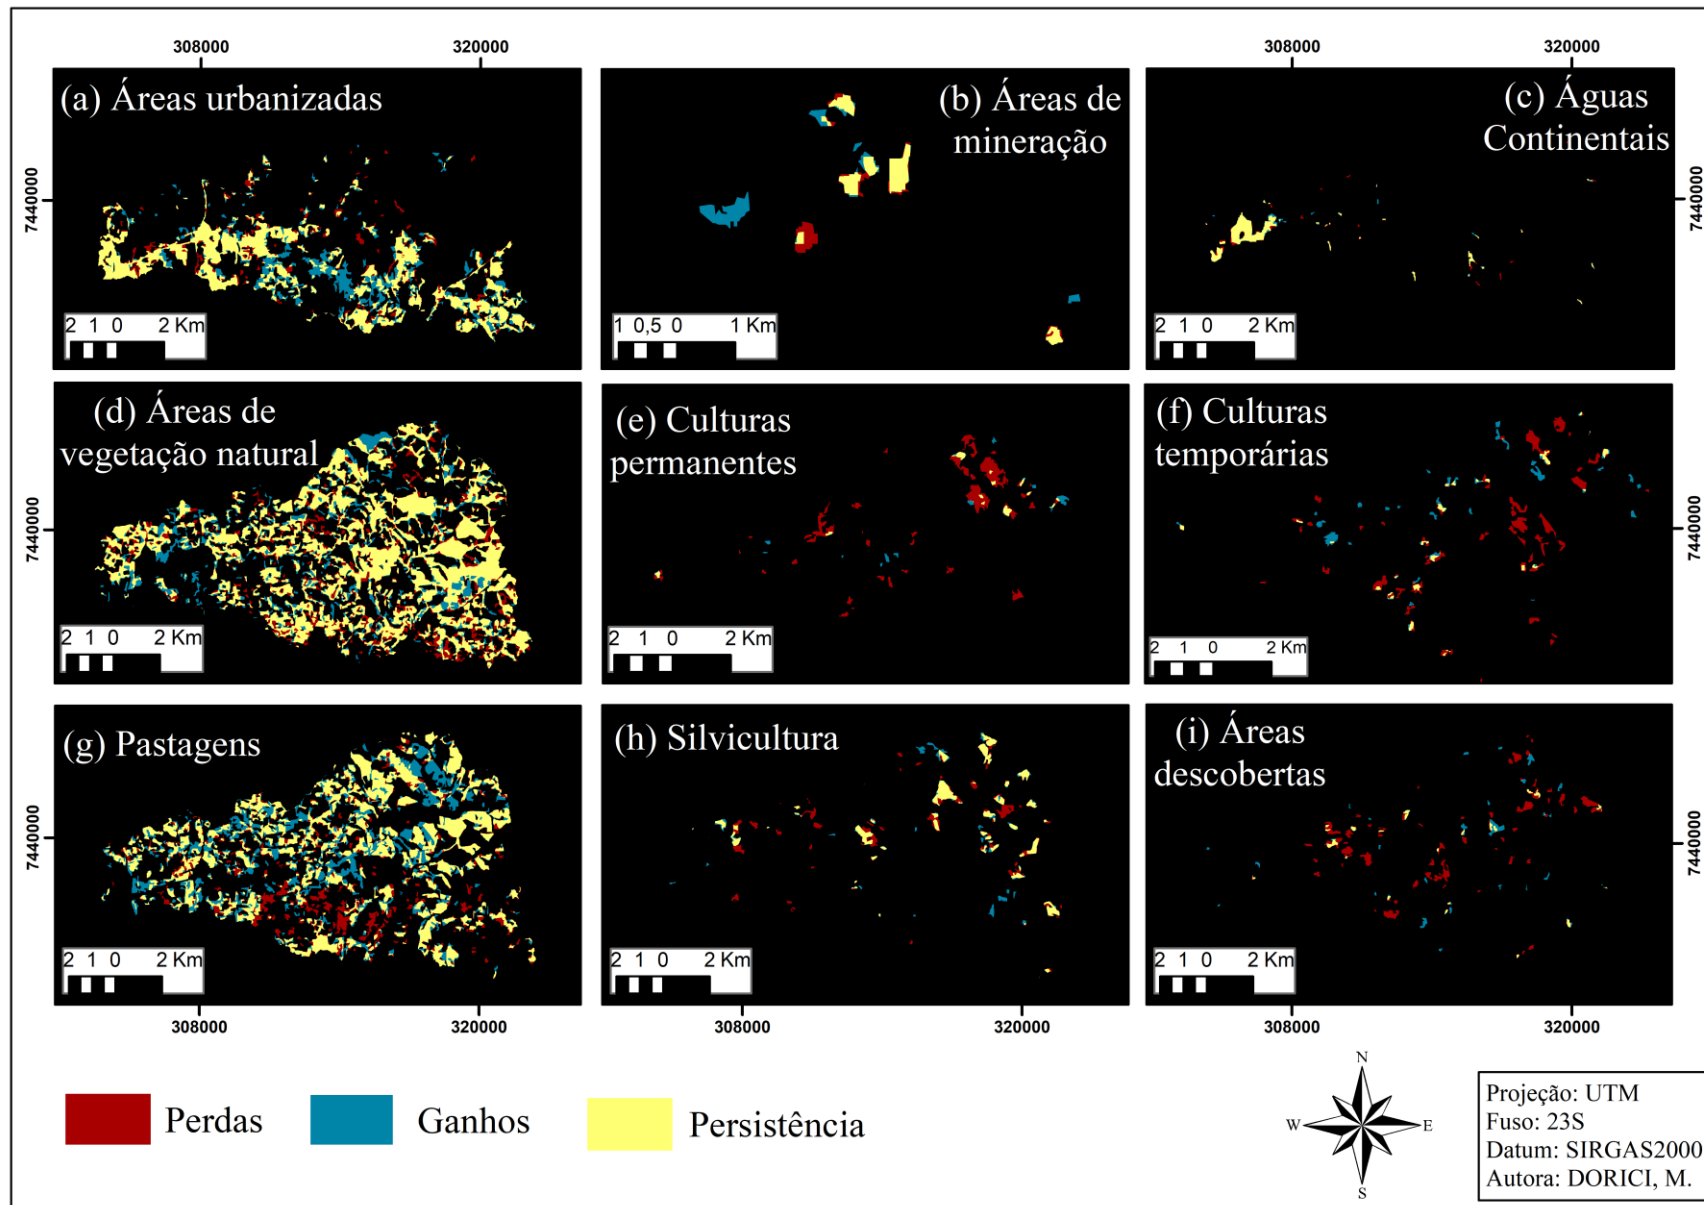 308000
320000
308000
320000
7440000
(a) Áreas urbanizadas
2 1 0 2 Km
(b) Áreas de
mineração
1 0,5 0 1 Km
(c) Águas
Continentais
2 1 0 2 Km
7440000
7440000
(d) Áreas de
vegetação natural
2 1 0 2 Km
(e) Culturas
permanentes
2 1 0 2 Km
(f) Culturas
temporárias
2 1 0 2 Km
7440000
7440000
(g) Pastagens
2 1 0 2 Km
(h) Silvicultura
2 1 0 2 Km
(i) Áreas
descobertas
2 1 0 2 Km
7440000
308000
320000
308000
320000
308000
320000
Perdas
Ganhos
Persistência
N
W
E
S
Projeção: UTM
Fuso: 23S
Datum: SIRGAS2000
Autora: DORICI, M.